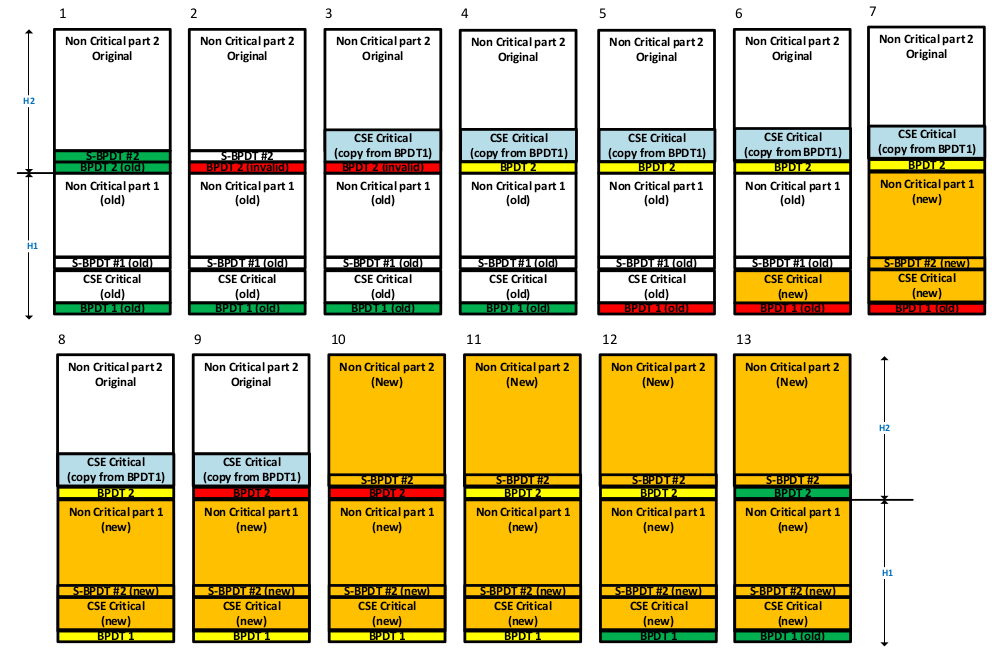 1
Non Critical part 2
Original
S-BPDT #2
BPDT 2 (old)
Non Critical part 1
(old)
S-BPDT #1 (old)
CSE Critical
(old)
BPDT 1 (old)
2
Non Critical part 2
Original
S-BPDT #2
BPDT 2 (invalid)
Non Critical part 1
(old)
S-BPDT #1 (old)
CSE Critical
(old)
BPDT 1 (old)
3
Non Critical part 2
Original
CSE Critical
(copy from BPDT1)
BPDT 2 (invalid)
Non Critical part 1
(old)
S-BPDT #1 (old)
CSE Critical
(old)
BPDT 1 (old)
4
Non Critical part 2
Original
CSE Critical
(copy from BPDT1)
BPDT 2
Non Critical part 1
(old)
S-BPDT #1 (old)
CSE Critical
(old)
BPDT 1 (old)
5
Non Critical part 2
Original
CSE Critical
(copy from BPDT1)
BPDT 2
Non Critical part 1
(old)
S-BPDT #1 (old)
CSE Critical
(old)
BPDT 1 (old)
6
Non Critical part 2
Original
CSE Critical
(copy from BPDT1)
BPDT 2
Non Critical part 1
(old)
S-BPDT #1 (old)
CSE Critical
(new)
BPDT 1 (old)
7
Non Critical part 2
Original
CSE Critical
(copy from BPDT1)
BPDT 2
Non Critical part 1
(new)
S-BPDT #2 (new)
CSE Critical
(new)
BPDT 1 (old)
H2
H1
8
Non Critical part 2
Original
CSE Critical
(copy from BPDT1)
BPDT 2
Non Critical part 1
(new)
S-BPDT #2 (new)
CSE Critical
(new)
BPDT 1
9
Non Critical part 2
Original
CSE Critical
(copy from BPDT1)
BPDT 2
Non Critical part 1
(new)
S-BPDT #2 (new)
CSE Critical
(new)
BPDT 1
10
Non Critical part 2
(New)
S-BPDT #2
BPDT 2
Non Critical part 1
(new)
S-BPDT #2 (new)
CSE Critical
(new)
BPDT 1
11
Non Critical part 2
(New)
S-BPDT #2
BPDT 2
Non Critical part 1
(new)
S-BPDT #2 (new)
CSE Critical
(new)
BPDT 1
12
Non Critical part 2
(New)
S-BPDT #2
BPDT 2
Non Critical part 1
(new)
S-BPDT #2 (new)
CSE Critical
(new)
BPDT 1
13
Non Critical part 2
(New)
S-BPDT #2
BPDT 2
Non Critical part 1
(new)
S-BPDT #2 (new)
CSE Critical
(new)
BPDT 1 (old)
H2
H1